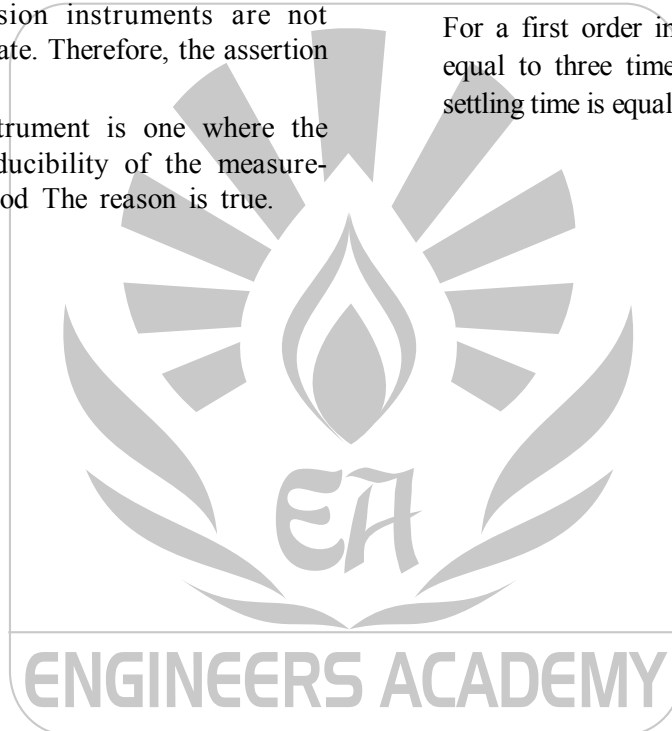 sion instruments are not
ate. Therefore, the assertion
trument is one where the
ducibility of the measure-
od The reason is true.
For a first order in
equal to three time
settling time is equal
EA
ENGINEERS ACADEMY